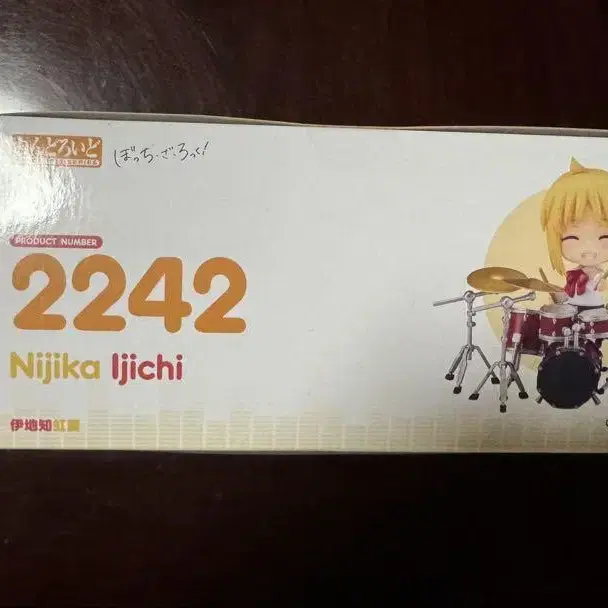 ねんどろいど
SERIES
ぼっち・ざ・ろっく!
PRODUCT NUMBER
2242
Nijika Ijichi
伊地知虹夏